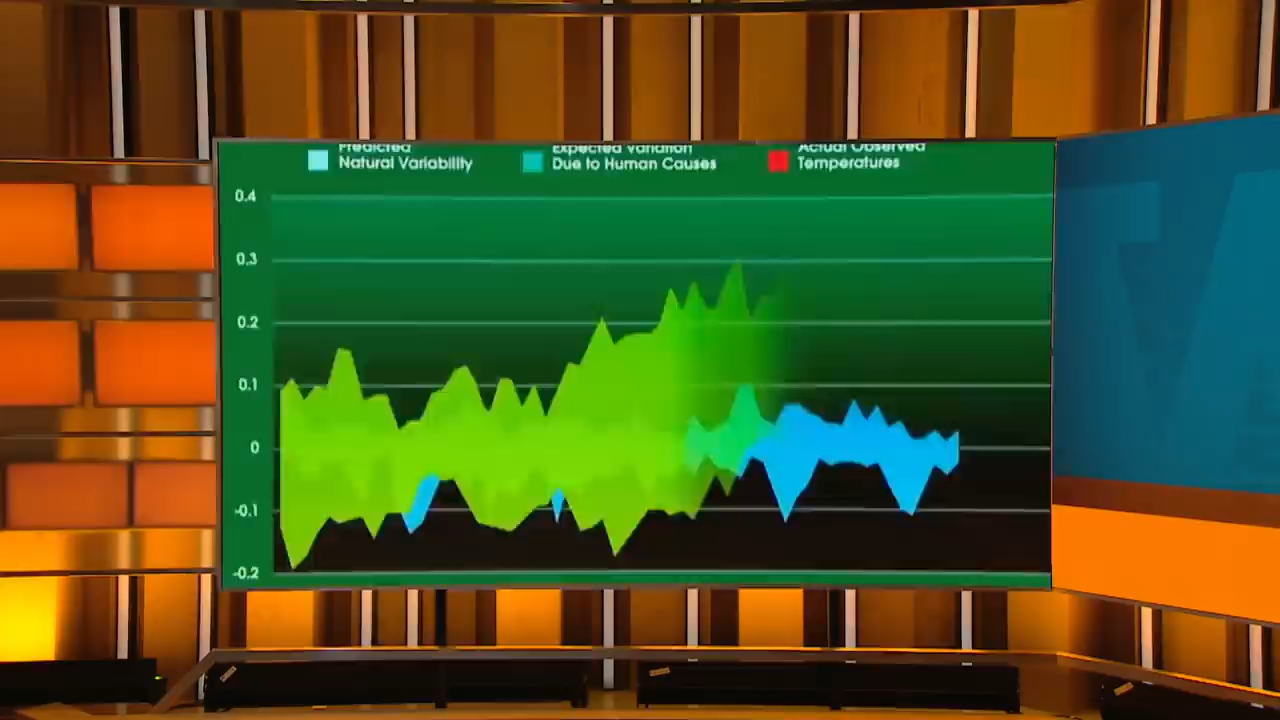 Predicted
Natural Variability
Expected Variation
Due to Human Causes
Actual Observed
Temperatures
0.4
0.3
0.2
0.1
0
-0.1
-0.2